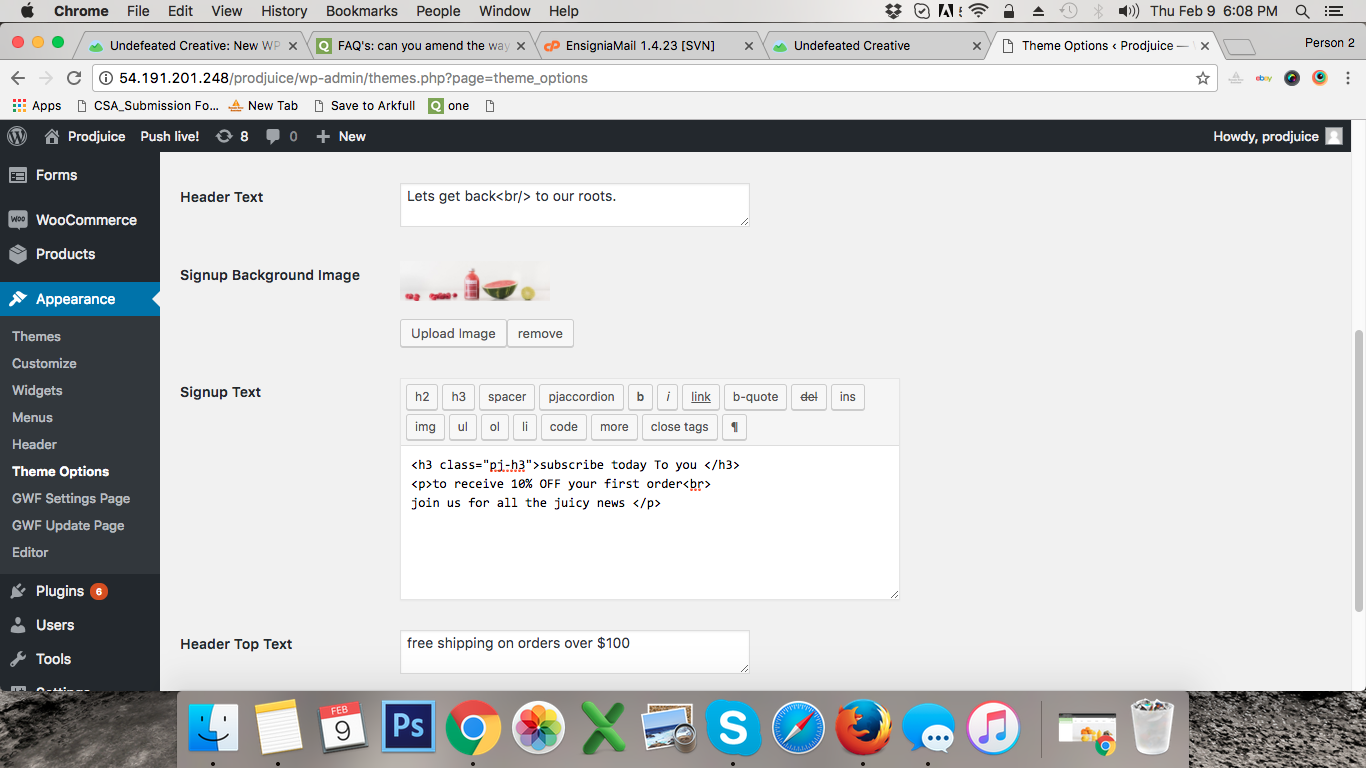 Chrome File Edit View History Bookmarks People Window Help Thu Feb 9 6:08 PM
Undefeated Creative: New WP
FAQ's: can you amend the way
EnsigniaMail 1.4.23 [SVN]
Undefeated Creative
Theme Options ‹ Prodjuice —
Person 2
54.191.201.248/prodjuice/wp-admin/themes.php?page=theme_options
ebay
Apps CSA_Submission Fo... New Tab Save to Arkfull Q one
Prodjuice Push live! 8 0 + New Howdy, prodjuice
Forms
WooCommerce
Products
Appearance
Themes
Customize
Widgets
Menus
Header
Theme Options
GWF Settings Page
GWF Update Page
Editor
Plugins 6
Users
Tools
Settings
Header Text
Lets get back<br/> to our roots.
Signup Background Image
Upload Image remove
Signup Text
h2 h3 spacer pjaccordion b i link b-quote del ins
img ul ol li code more close tags ¶
<h3 class="pj-h3">subscribe today To you </h3>
<p>to receive 10% OFF your first order<br>
join us for all the juicy news </p>
Header Top Text
free shipping on orders over $100
FEB
9
Ps
S